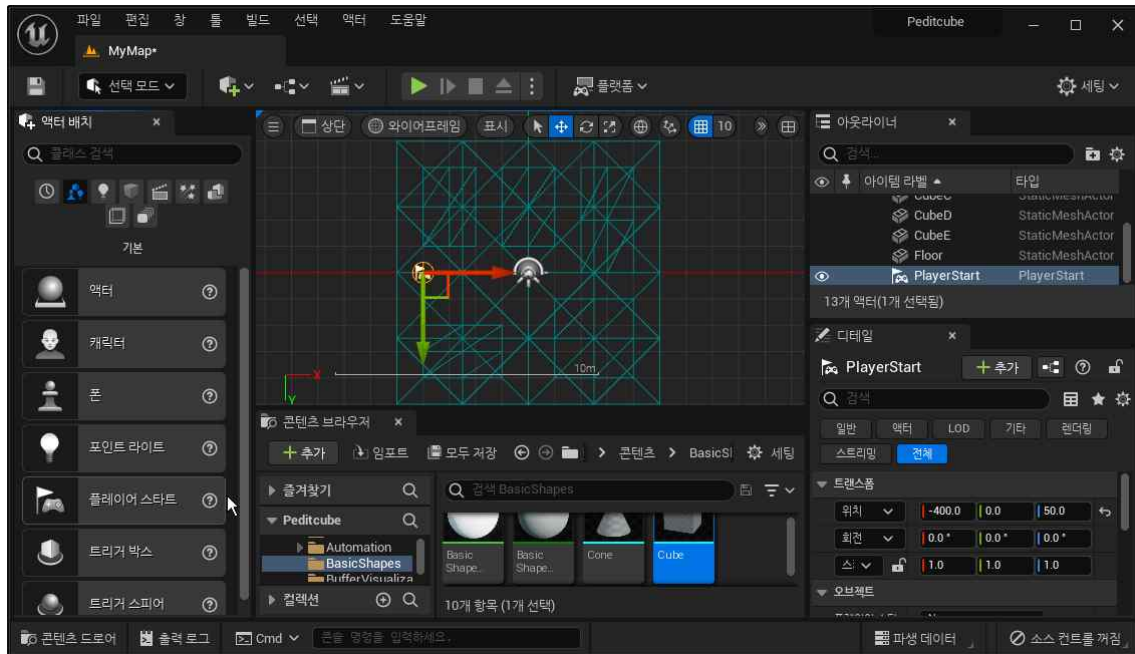 파일 편집 창 툴 빌드 선택 액터 도움말 Peditcube
MyMap•
선택 모드 플랫폼 세팅
액터 배치
클래스 검색
기본
액터
캐릭터
폰
포인트 라이트
플레이어 스타트
트리거 박스
트리거 스피어
상단 와이어프레임 표시 10
X
Y
10m
콘텐츠 브라우저
추가 임포트 모두 저장 콘텐츠 BasicSl 세팅
즐겨찾기
Peditcube
Automation
BasicShapes
BufferVisualiza
컬렉션
검색 BasicShapes
Basic Shape..
Basic Shape..
Cone
Cube
10개 항목 (1개 선택)
아웃라이너
검색...
아이템 라벨 타입
CubeC StaticMeshActor
CubeD StaticMeshActor
CubeE StaticMeshActor
Floor StaticMeshActor
PlayerStart PlayerStart
13개 액터(1개 선택됨)
디테일
PlayerStart 추가
검색
일반 액터 LOD 기타 렌더링
스트리밍 전체
트랜스폼
위치 -400.0 0.0 50.0
회전 0.0° 0.0° 0.0°
1.0 1.0 1.0
오브젝트
콘텐츠 드로어 출력 로그 Cmd 콘솔 명령을 입력하세요. 파생 데이터 소스 컨트롤 꺼짐